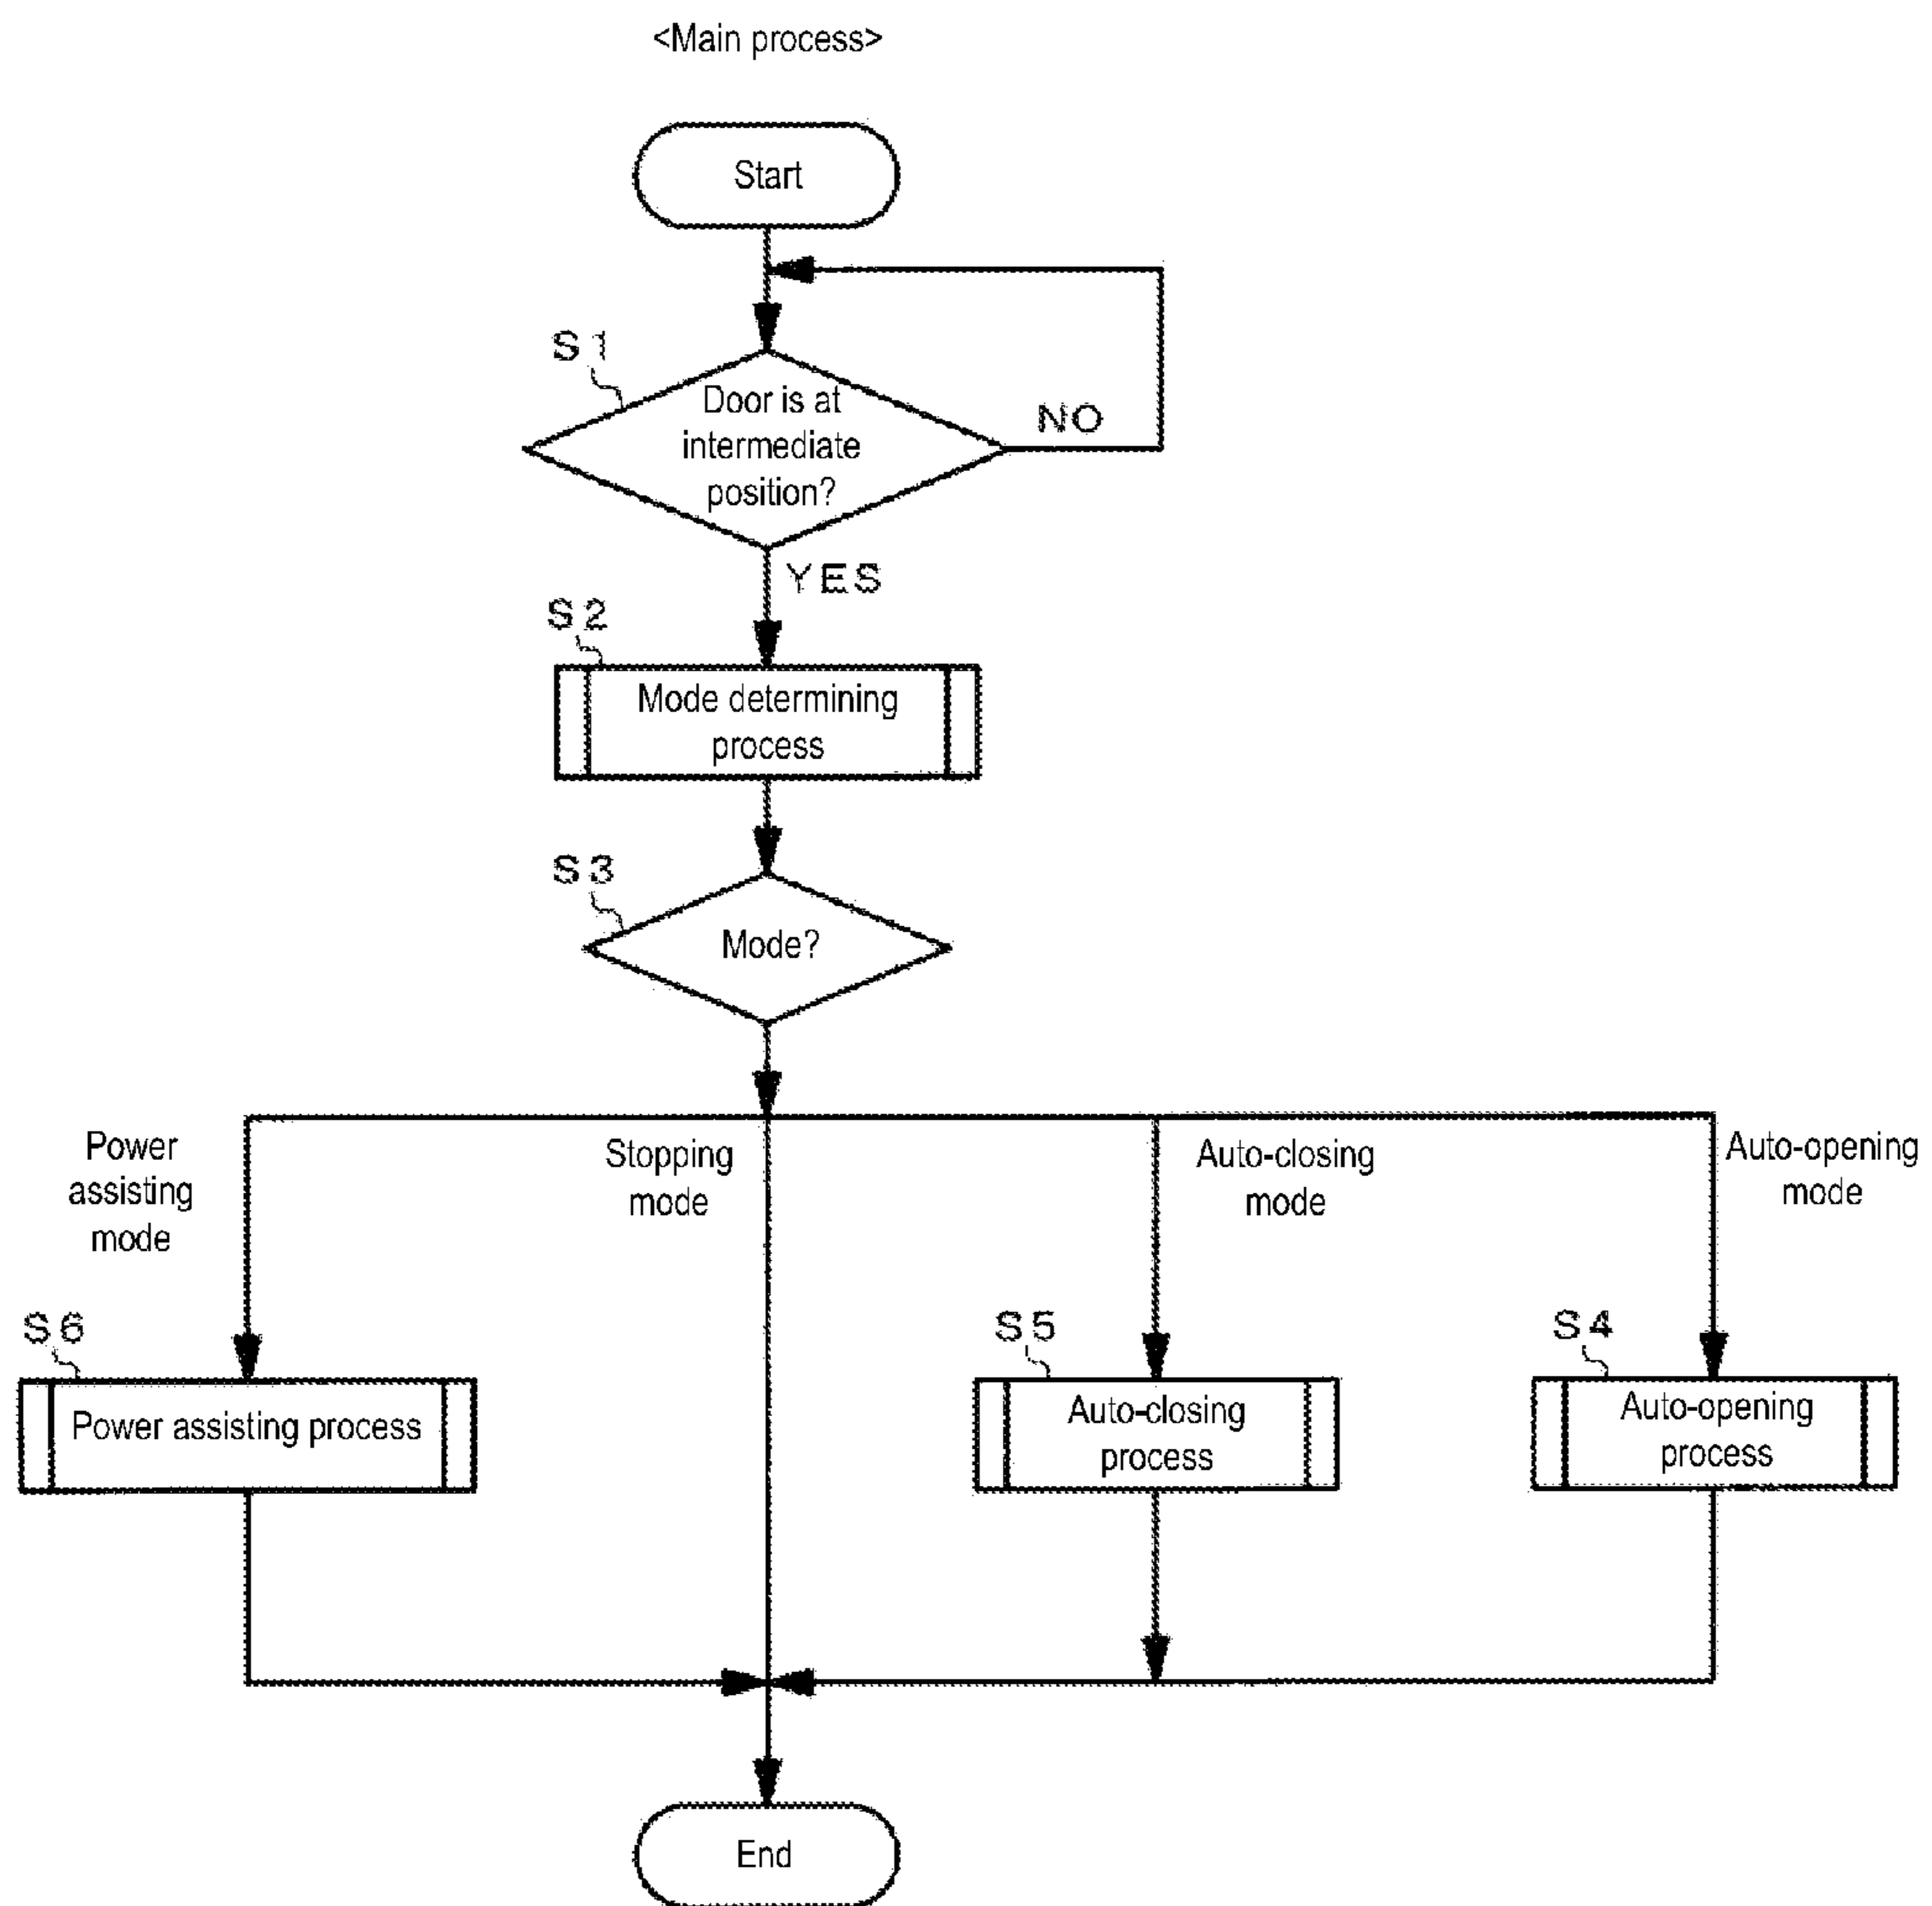 <Main process>
Start
S1
Door is at
intermediate
position?
NO
YES
S2
Mode determining
process
S3
Mode?
Power
assisting
mode
Stopping
mode
Auto-closing
mode
Auto-opening
mode
S6
Power assisting process
S5
Auto-closing
process
S4
Auto-opening
process
End